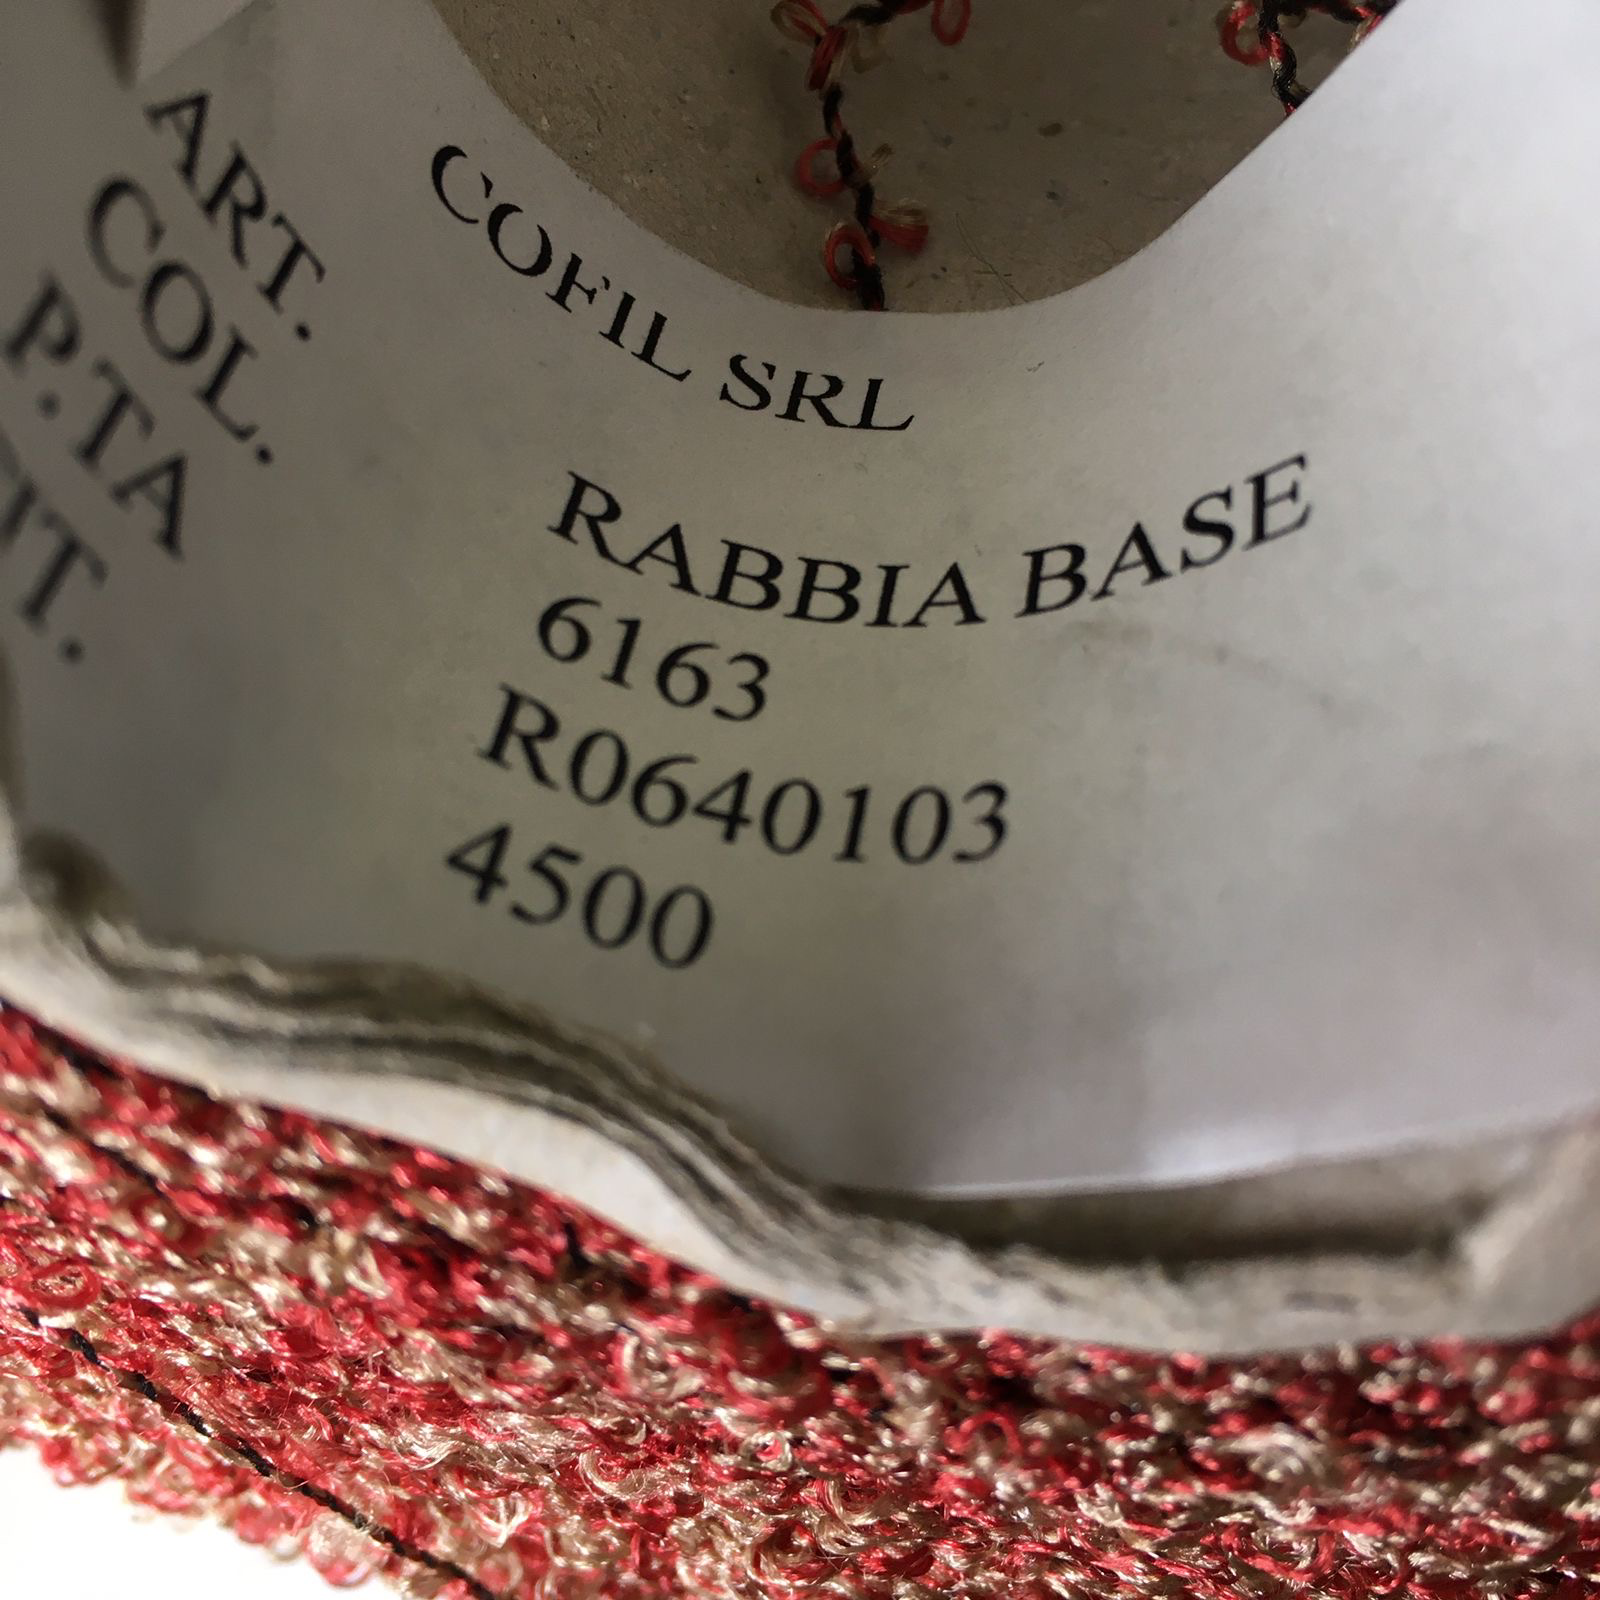 COFIL SRL
ART. RABBIA BASE
COL. 6163
P.TA R0640103
4500